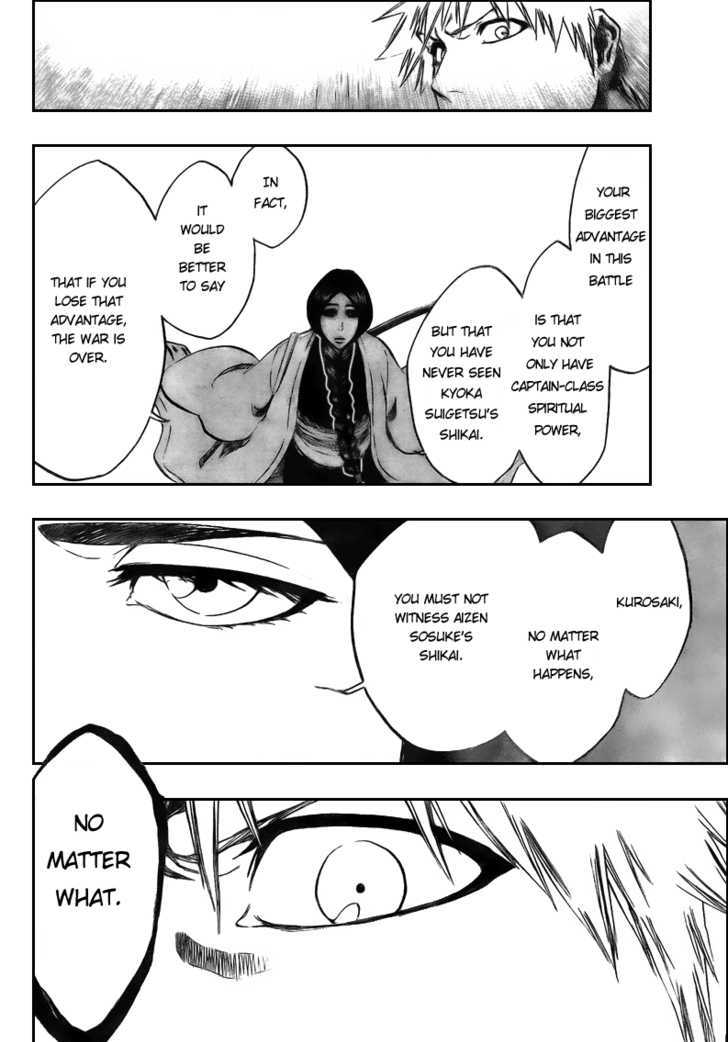 YOUR
BIGGEST
ADVANTAGE
IN THIS
BATTLE
IS THAT
YOU NOT
ONLY HAVE
CAPTAIN-CLASS
SPIRITUAL
POWER,
BUT THAT
YOU HAVE
NEVER SEEN
KYOKA
SUIGETSU'S
SHIKAI.
IN
FACT,
IT
WOULD
BE
BETTER
TO SAY
THAT IF YOU
LOSE THAT
ADVANTAGE,
THE WAR IS
OVER.
KUROSAKI,
NO MATTER
WHAT
HAPPENS,
YOU MUST NOT
WITNESS AIZEN
SOSUKE'S
SHIKAI.
NO
MATTER
WHAT.